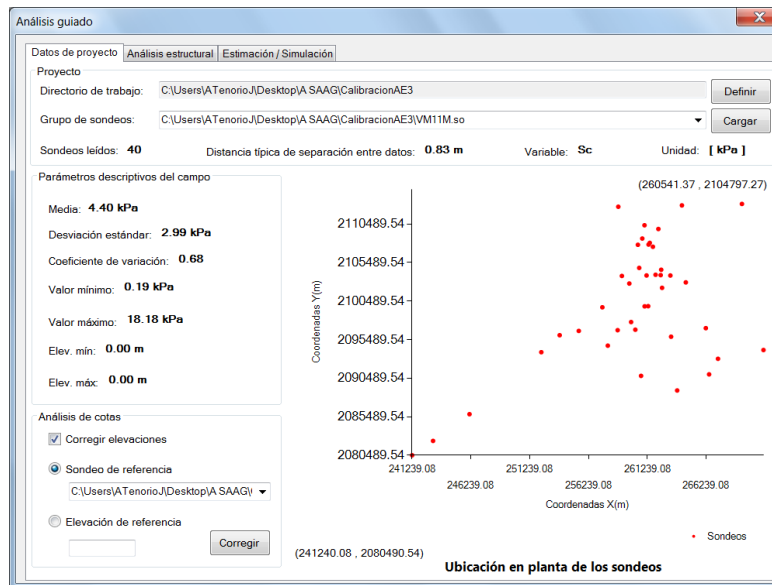 Análisis guiado
Datos de proyecto Análisis estructural Estimación / Simulación
Proyecto
Directorio de trabajo: C:\Users\ATenorioJ\Desktop\A SAAG\CalibracionAE3 Definir
Grupo de sondeos: C:\Users\ATenorioJ\Desktop\A SAAG\CalibracionAE3\VM11M.so Cargar
Sondeos leídos: 40 Distancia típica de separación entre datos: 0.83 m Variable: Sc Unidad: [ kPa ]
Parámetros descriptivos del campo
Media: 4.40 kPa
Desviación estándar: 2.99 kPa
Coeficiente de variación: 0.68
Valor mínimo: 0.19 kPa
Valor máximo: 18.18 kPa
Elev. mín: 0.00 m
Elev. máx: 0.00 m
Análisis de cotas
Corregir elevaciones
Sondeo de referencia
C:\Users\ATenorioJ\Desktop\A SAAG\
Elevación de referencia
Corregir
(260541.37 , 2104797.27)
Coordenadas Y(m)
2110489.54
2105489.54
2100489.54
2095489.54
2090489.54
2085489.54
2080489.54
241239.08 251239.08 261239.08
246239.08 256239.08 266239.08
Coordenadas X(m)
Sondeos
(241240.08 , 2080490.54)
Ubicación en planta de los sondeos